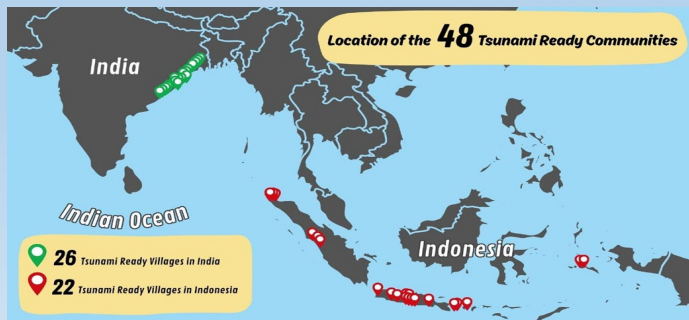 Location of the 48 Tsunami Ready Communities
India
Indian Ocean
Indonesia
26 Tsunami Ready Villages in India
22 Tsunami Ready Villages in Indonesia